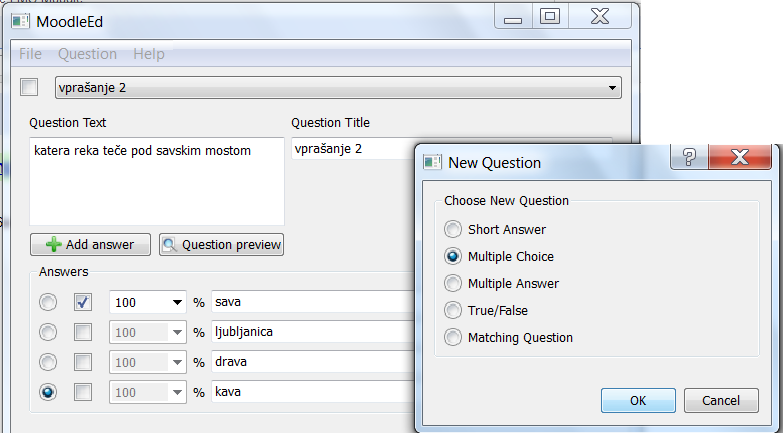 MoodleEd
File Question Help
vprašanje 2
Question Text
Question Title
katera reka teče pod savskim mostom
vprašanje 2
Add answer
Question preview
Answers
100 % sava
100 % ljubljanica
100 % drava
100 % kava
New Question
Choose New Question
Short Answer
Multiple Choice
Multiple Answer
True/False
Matching Question
OK
Cancel